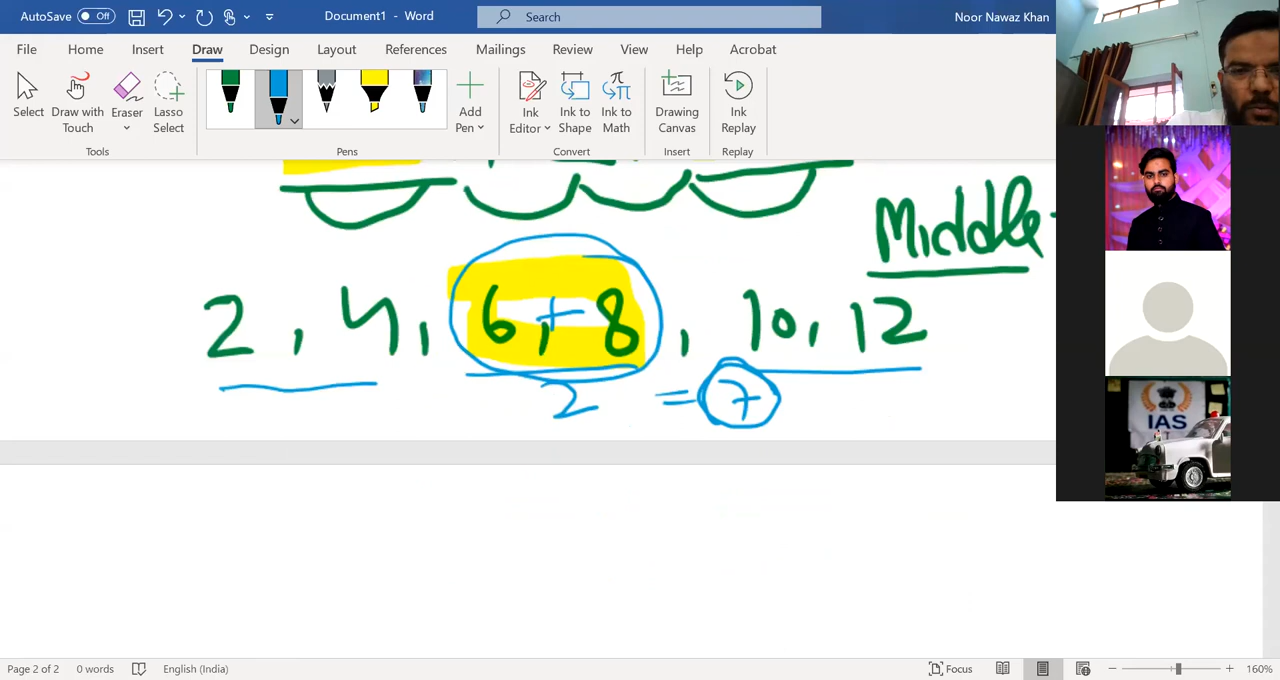 AutoSave Off Document1 - Word Search Noor Nawaz Khan
File Home Insert Draw Design Layout References Mailings Review View Help Acrobat
Select Draw with Touch Eraser Lasso Select Add Pen Ink Editor Ink to Shape Ink to Math Drawing Canvas Ink Replay
Tools Pens Convert Insert Replay
Middle
2, 4, 6, + 8, 10, 12
2 = 7
IAS
Page 2 of 2 0 words English (India) Focus 160%